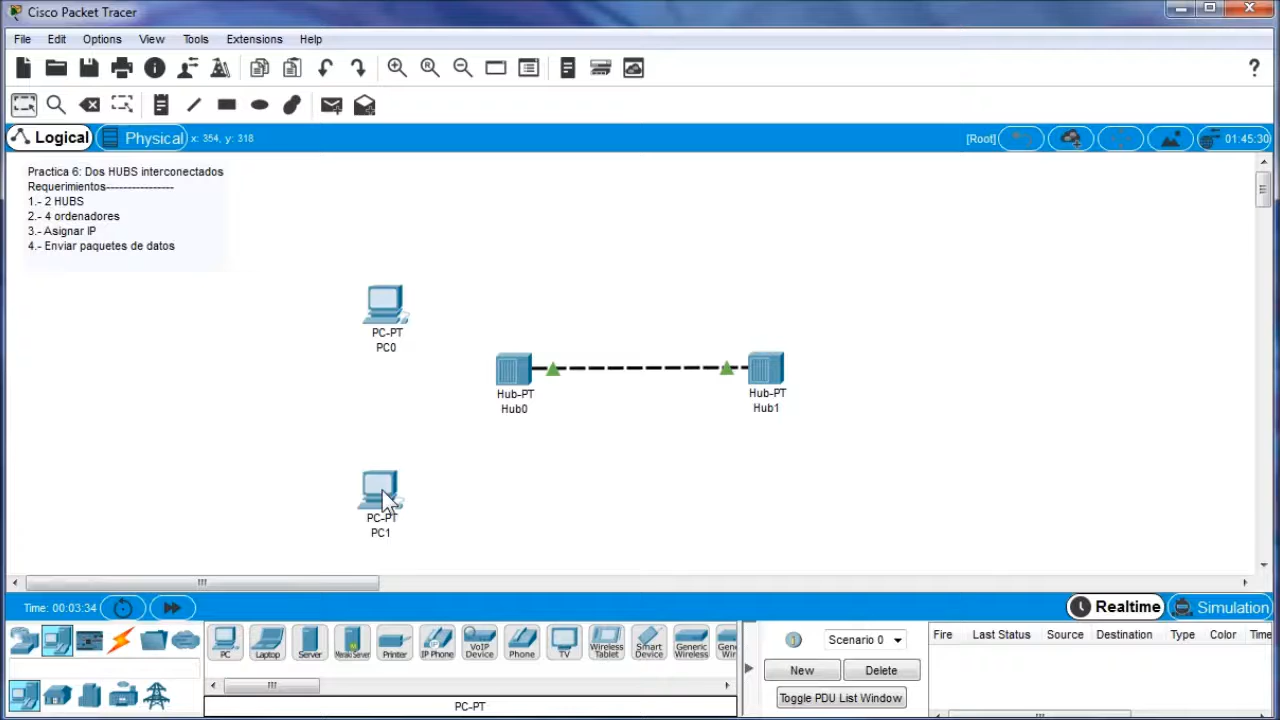 Cisco Packet Tracer
File Edit Options View Tools Extensions Help
?
Logical Physical x: 354, y: 318 [Root] 01:45:30
Practica 6: Dos HUBS interconectados
Requerimientos----------------
1.- 2 HUBS
2.- 4 ordenadores
3.- Asignar IP
4.- Enviar paquetes de datos
PC-PT
PC0
Hub-PT
Hub0
Hub-PT
Hub1
PC-PT
PC1
Time: 00:03:34 Realtime Simulation
PC Laptop Server Meraki Server Printer IP Phone VoIP Device Phone TV Wireless Tablet Smart Device Generic Wireless
PC-PT
Scenario 0
New Delete
Toggle PDU List Window
Fire Last Status Source Destination Type Color Time